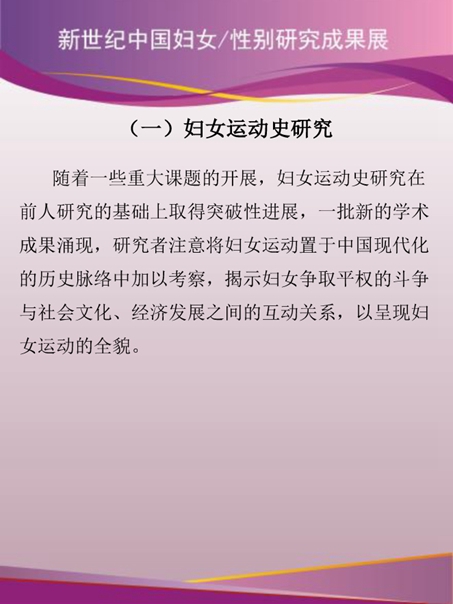 新世纪中国妇女/性别研究成果展
（一）妇女运动史研究
随着一些重大课题的开展，妇女运动史研究在
前人研究的基础上取得突破性进展，一批新的学术
成果涌现，研究者注意将妇女运动置于中国现代化
的历史脉络中加以考察，揭示妇女争取平权的斗争
与社会文化、经济发展之间的互动关系，以呈现妇
女运动的全貌。